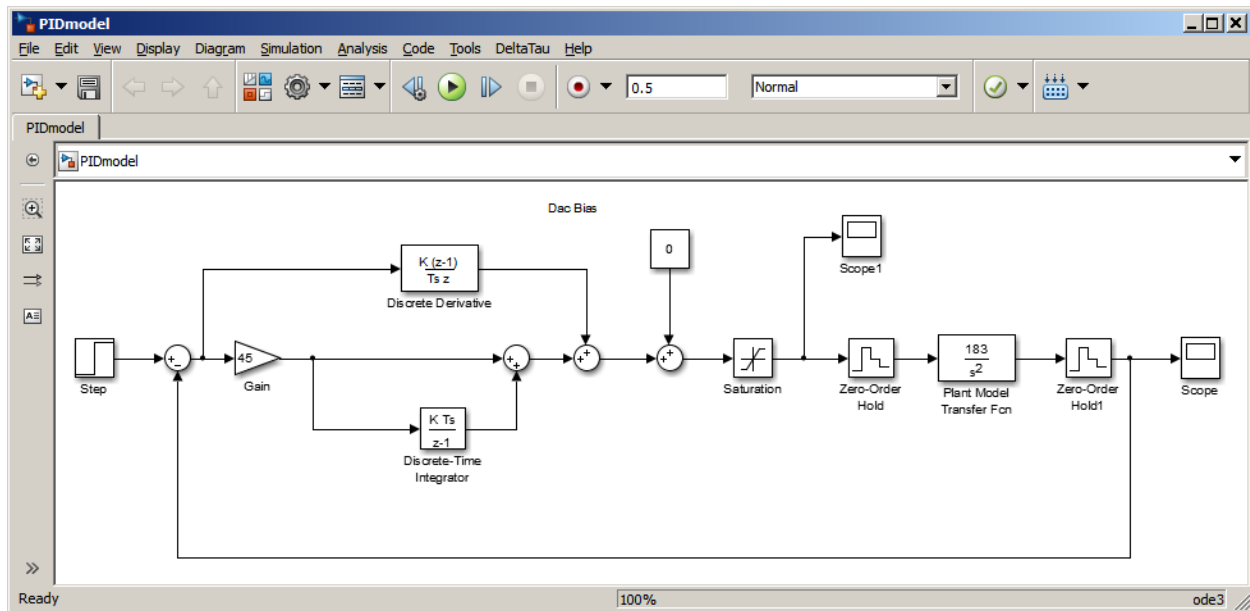 PIDmodel
File Edit View Display Diagram Simulation Analysis Code Tools DeltaTau Help
0.5 Normal
PIDmodel
PIDmodel
Dac Bias
0
Scope1
K (z-1)
Ts z
Discrete Derivative
Step
45
Gain
K Ts
z-1
Discrete-Time
Integrator
Saturation
Zero-Order
Hold
183
s²
Plant Model
Transfer Fcn
Zero-Order
Hold1
Scope
Ready 100% ode3